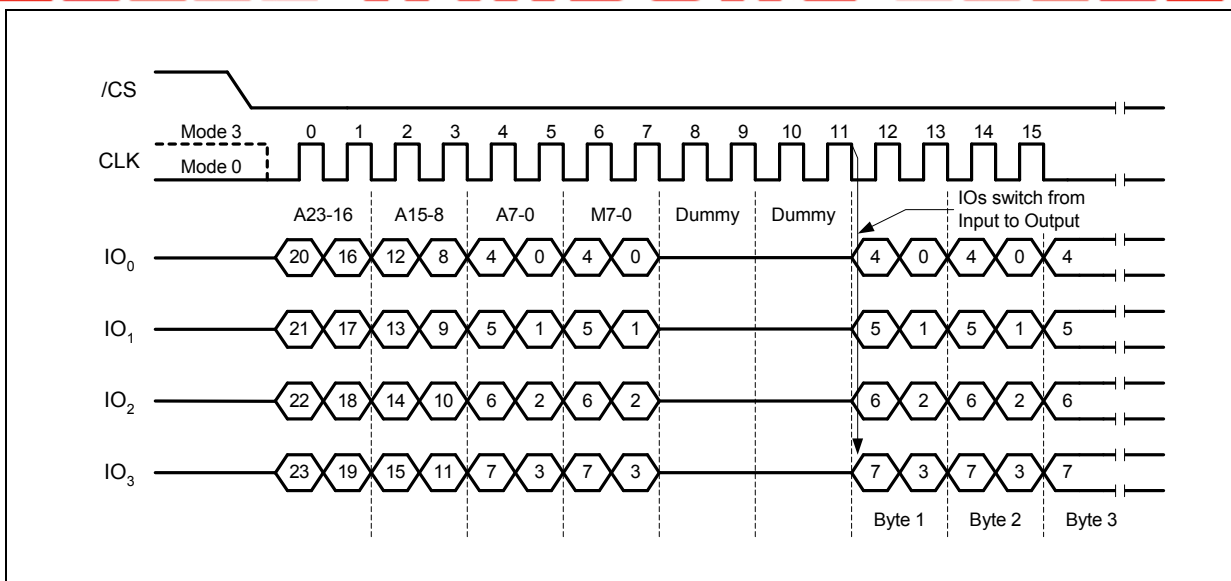 /CS
Mode 3 0 1 2 3 4 5 6 7 8 9 10 11 12 13 14 15
CLK
Mode 0
A23-16 A15-8 A7-0 M7-0 Dummy Dummy
IOs switch from
Input to Output
IO0 20 16 12 8 4 0 4 0 4 0 4 0 4
IO1 21 17 13 9 5 1 5 1 5 1 5 1 5
IO2 22 18 14 10 6 2 6 2 6 2 6 2 6
IO3 23 19 15 11 7 3 7 3 7 3 7 3 7
Byte 1 Byte 2 Byte 3